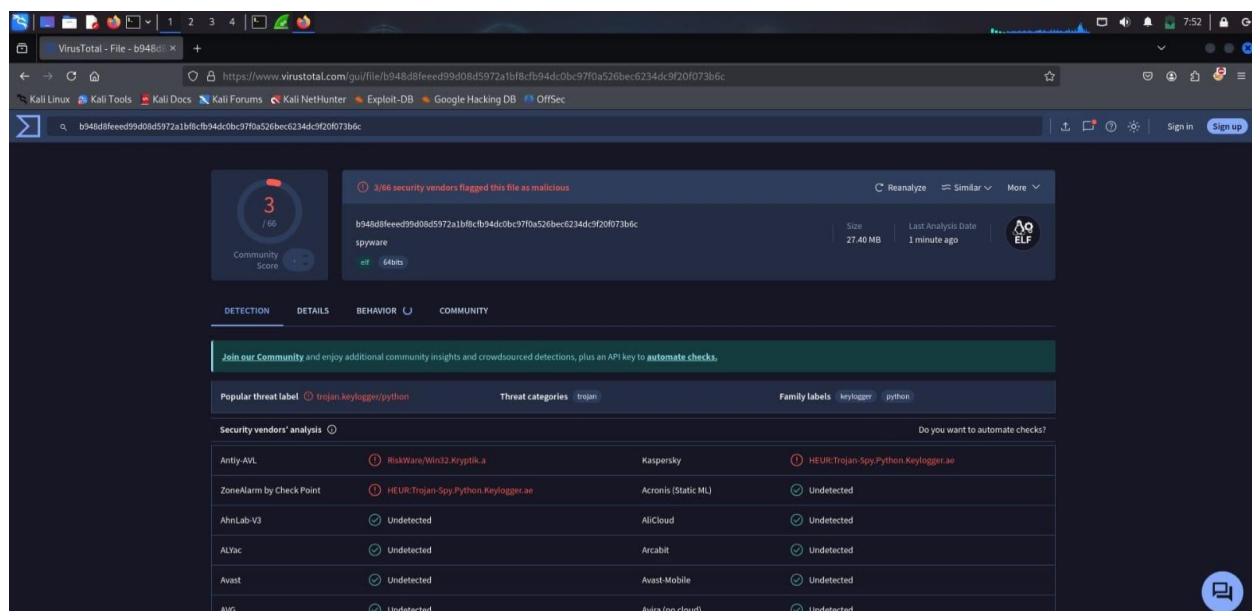 1 2 3 4
7:52
VirusTotal - File - b948d8
https://www.virustotal.com/gui/file/b948d8feeed99d08d5972a1bf8cfb94dc0bc97f0a526bec6234dc9f20f073b6c
Kali Linux Kali Tools Kali Docs Kali Forums Kali NetHunter Exploit-DB Google Hacking DB OffSec
b948d8feeed99d08d5972a1bf8cfb94dc0bc97f0a526bec6234dc9f20f073b6c Sign in Sign up
3
/ 66
Community
Score
3/66 security vendors flagged this file as malicious Reanalyze Similar More
b948d8feeed99d08d5972a1bf8cfb94dc0bc97f0a526bec6234dc9f20f073b6c
spyware
elf 64bits
Size
27.40 MB
Last Analysis Date
1 minute ago
ELF
DETECTION DETAILS BEHAVIOR COMMUNITY
Join our Community and enjoy additional community insights and crowdsourced detections, plus an API key to automate checks.
Popular threat label trojan.keylogger/python Threat categories trojan Family labels keylogger python
Security vendors' analysis Do you want to automate checks?
Antiy-AVL RiskWare/Win32.Kryptik.a Kaspersky HEUR:Trojan-Spy.Python.Keylogger.ae
ZoneAlarm by Check Point HEUR:Trojan-Spy.Python.Keylogger.ae Acronis (Static ML) Undetected
AhnLab-V3 Undetected AliCloud Undetected
ALYac Undetected Arcabit Undetected
Avast Undetected Avast-Mobile Undetected
AVG Undetected Avira (no cloud) Undetected